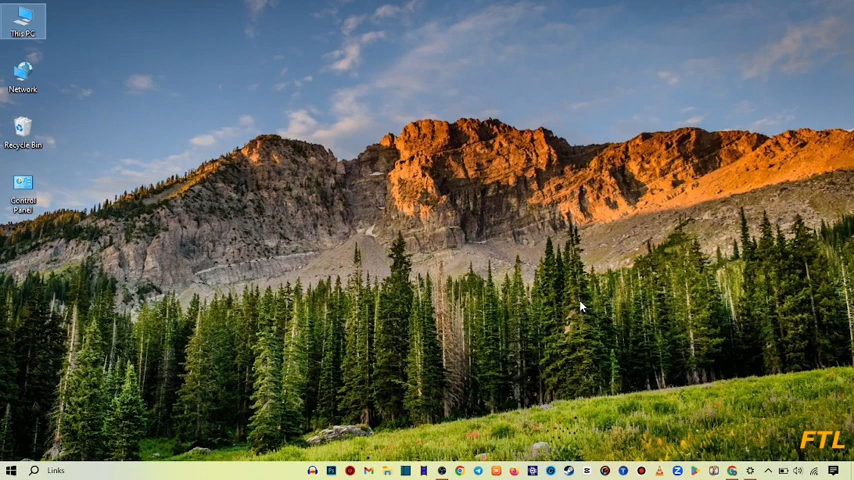 This PC
Network
Recycle Bin
Control
Panel
FTL
Links